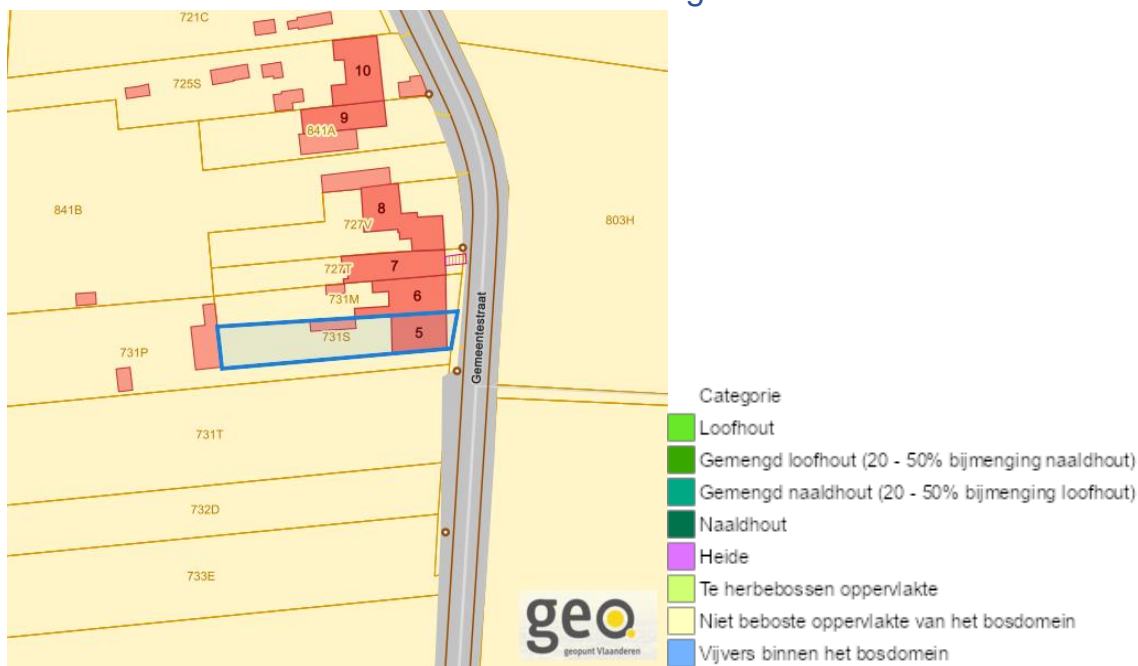 g
721C
10
725S
9
841A
841B
8
803H
727V
727T
7
731M
6
731S
5
731P
Gemeentestraat
731T
732D
733E
geo.
geopunt Vlaanderen
Categorie
Loofhout
Gemengd loofhout (20 - 50% bijmenging naaldhout)
Gemengd naaldhout (20 - 50% bijmenging loofhout)
Naaldhout
Heide
Te herbebossen oppervlakte
Niet beboste oppervlakte van het bosdomein
Vijvers binnen het bosdomein